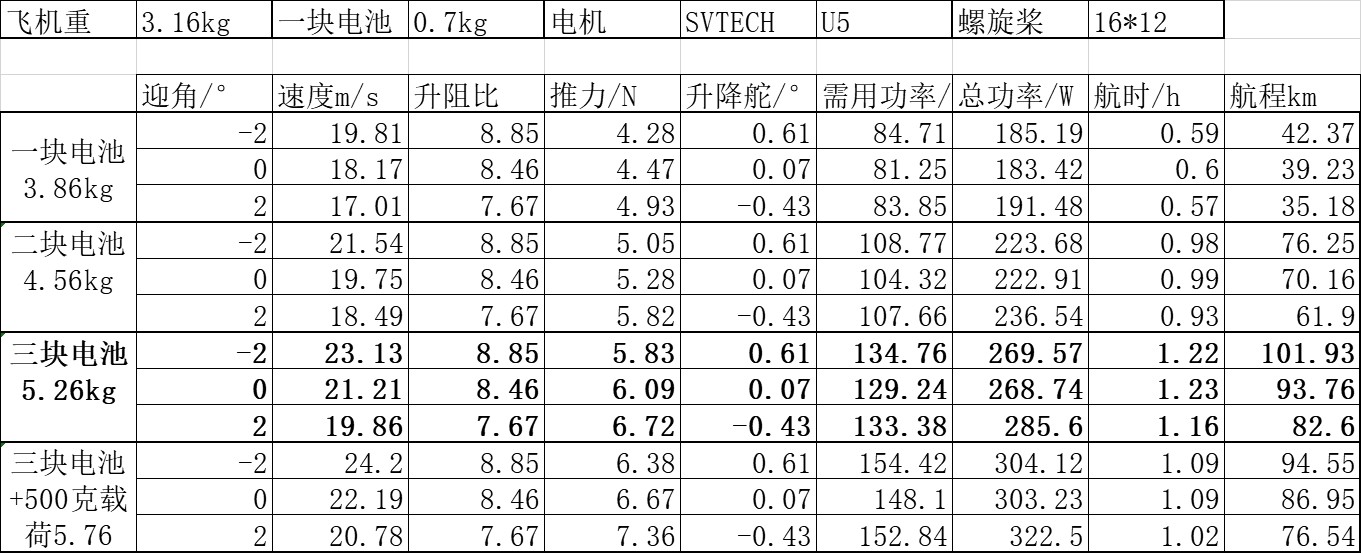 飞机重 3.16kg 一块电池 0.7kg 电机 SVTECH U5 螺旋桨 16*12
迎角/° 速度m/s 升阻比 推力/N 升降舵/° 需用功率/ 总功率/W 航时/h 航程km
一块电池
3.86kg
-2 19.81 8.85 4.28 0.61 84.71 185.19 0.59 42.37
0 18.17 8.46 4.47 0.07 81.25 183.42 0.6 39.23
2 17.01 7.67 4.93 -0.43 83.85 191.48 0.57 35.18
二块电池
4.56kg
-2 21.54 8.85 5.05 0.61 108.77 223.68 0.98 76.25
0 19.75 8.46 5.28 0.07 104.32 222.91 0.99 70.16
2 18.49 7.67 5.82 -0.43 107.66 236.54 0.93 61.9
三块电池
5.26kg
-2 23.13 8.85 5.83 0.61 134.76 269.57 1.22 101.93
0 21.21 8.46 6.09 0.07 129.24 268.74 1.23 93.76
2 19.86 7.67 6.72 -0.43 133.38 285.6 1.16 82.6
三块电池
+500克载
荷5.76
-2 24.2 8.85 6.38 0.61 154.42 304.12 1.09 94.55
0 22.19 8.46 6.67 0.07 148.1 303.23 1.09 86.95
2 20.78 7.67 7.36 -0.43 152.84 322.5 1.02 76.54